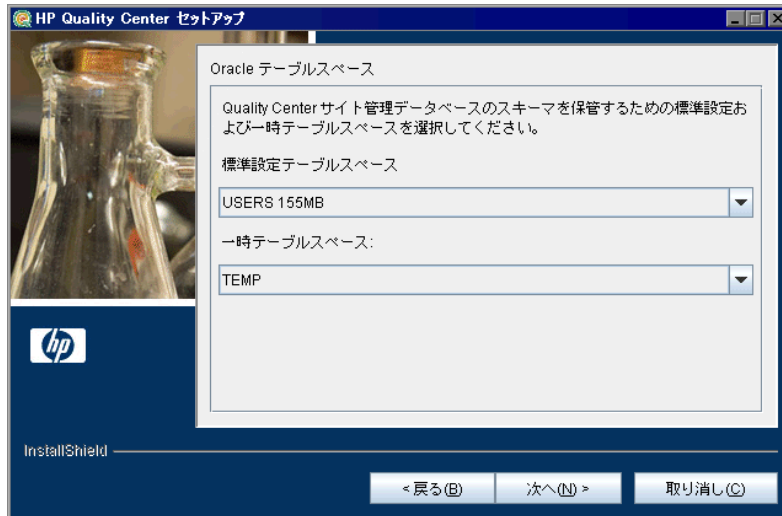 HP Quality Center セットアップ
Oracle テーブルスペース
Quality Center サイト管理データベースのスキーマを保管するための標準設定お
よび一時テーブルスペースを選択してください。
標準設定テーブルスペース
USERS 155MB
一時テーブルスペース:
TEMP
hp
InstallShield
< 戻る(B)
次へ(N) >
取り消し(C)